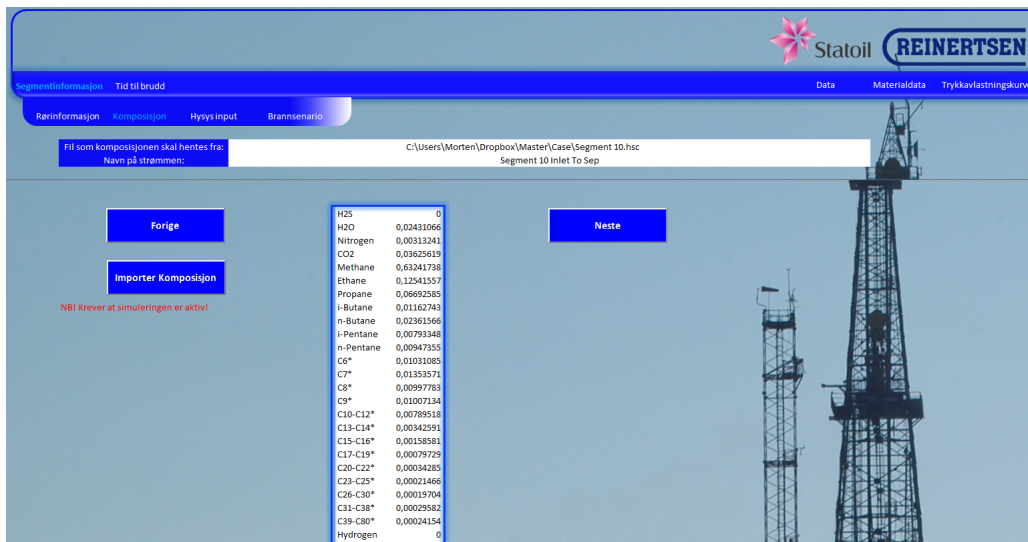 Statoil REINERTSEN
Segmentinformasjon Tid til brudd Data Materialdata Trykkavlastningskurve
Rørinformasjon Komposisjon Hysys input Brannsenario
Fil som komposisjonen skal hentes fra: C:\Users\Morten\Dropbox\Master\Case\Segment 10.hsc
Navn på strømmen: Segment 10 Inlet To Sep
Forige
Importer Komposisjon
NB! Krever at simuleringen er aktiv!
H2S 0
H2O 0,02431066
Nitrogen 0,00313241
CO2 0,03625619
Methane 0,63241738
Ethane 0,12541557
Propane 0,06692585
i-Butane 0,01162743
n-Butane 0,02361566
i-Pentane 0,00793348
n-Pentane 0,00947355
C6* 0,01031085
C7* 0,01353571
C8* 0,00997783
C9* 0,01007134
C10-C12* 0,00789518
C13-C14* 0,00342591
C15-C16* 0,00158581
C17-C19* 0,00079729
C20-C22* 0,00034285
C23-C25* 0,00021466
C26-C30* 0,00019704
C31-C38* 0,00029582
C39-C80* 0,00024154
Hydrogen 0
Neste